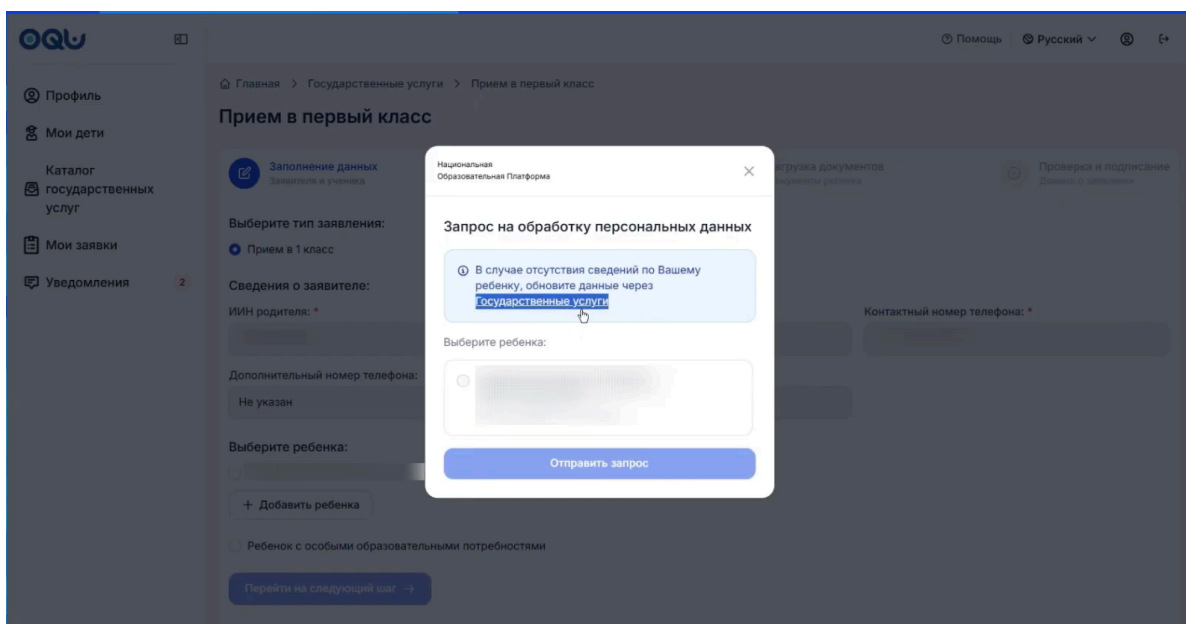 OQU
Помощь
Русский
Профиль
Мои дети
Каталог
государственных
услуг
Мои заявки
Уведомления
2
Главная > Государственные услуги > Прием в первый класс
Прием в первый класс
Заполнение данных
Заявителя и ученика
документов
Проверка и подписание
Данные о заявлении
Выберите тип заявления:
Прием в 1 класс
Сведения о заявителе:
ИИН родителя: *
Контактный номер телефона: *
Дополнительный номер телефона:
Не указан
Выберите ребенка:
+ Добавить ребенка
Ребенок с особыми образовательными потребностями
Перейти на следующий шаг →
Национальная
Образовательная Платформа
Запрос на обработку персональных данных
В случае отсутствия сведений по Вашему
ребенку, обновите данные через
Государственные услуги
Выберите ребенка:
Отправить запрос